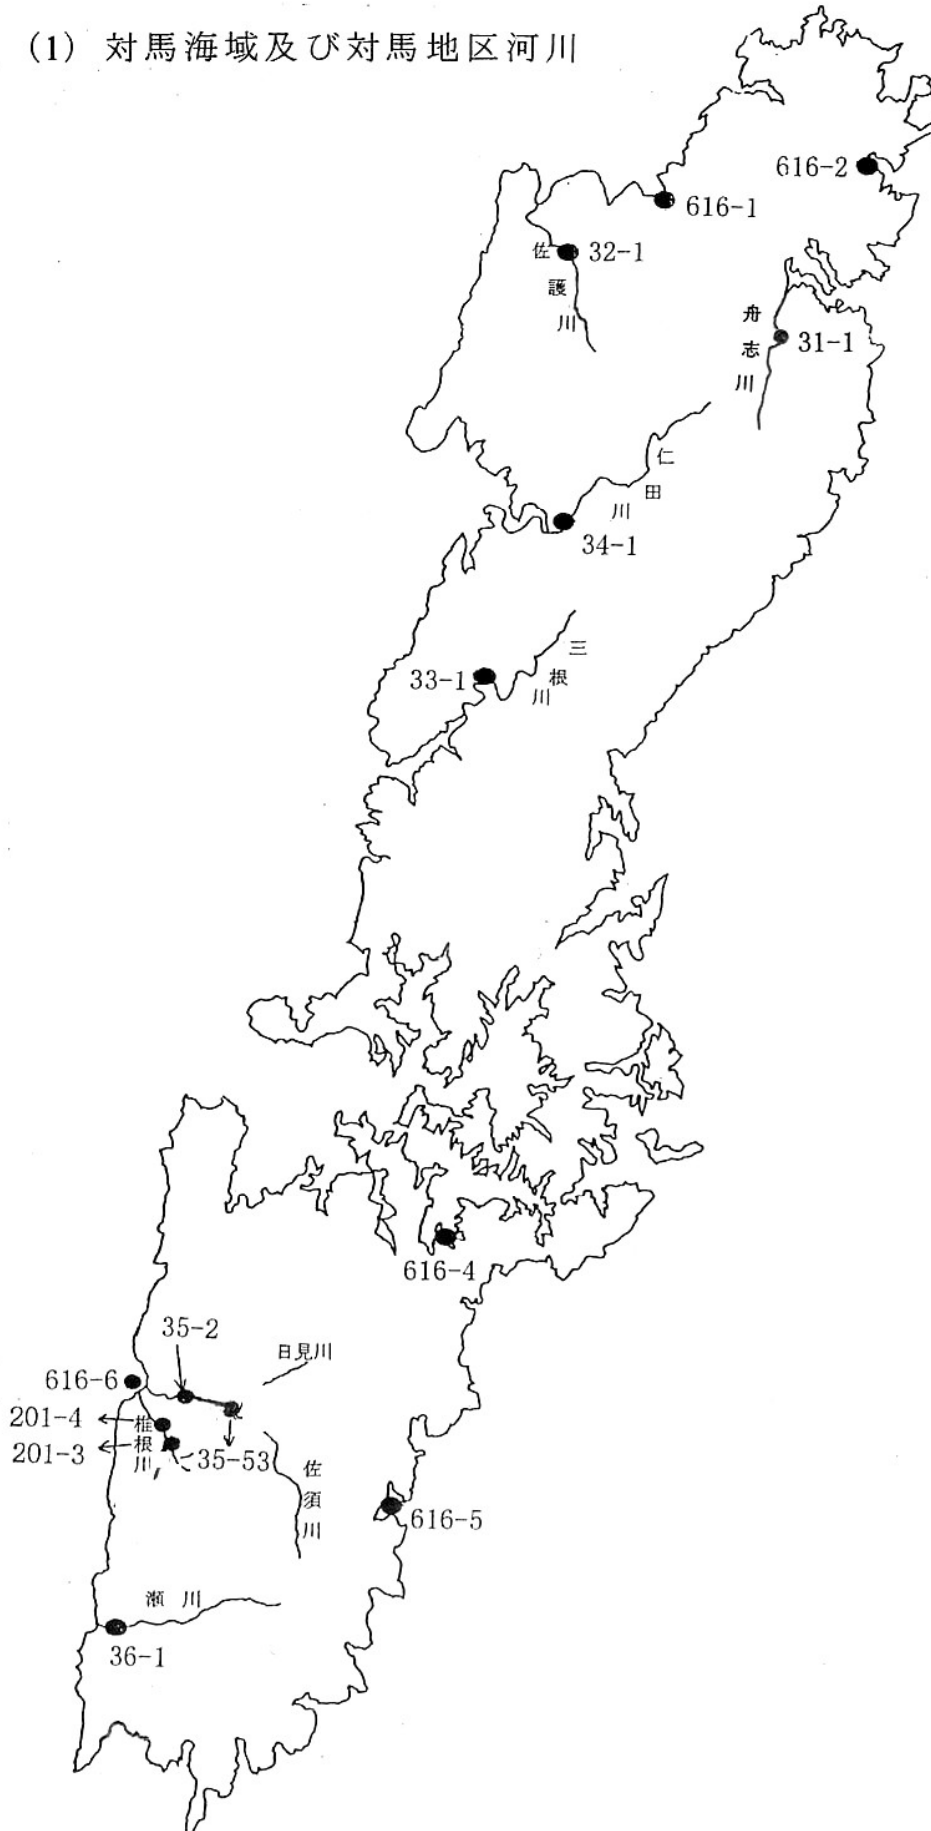 (1) 対馬海域及び対馬地区河川
616-2
616-1
佐護川
32-1
舟志川
31-1
仁田川
34-1
三根川
33-1
616-4
35-2
日見川
616-6
201-4
椎根川
201-3
35-53
佐須川
616-5
瀬川
36-1